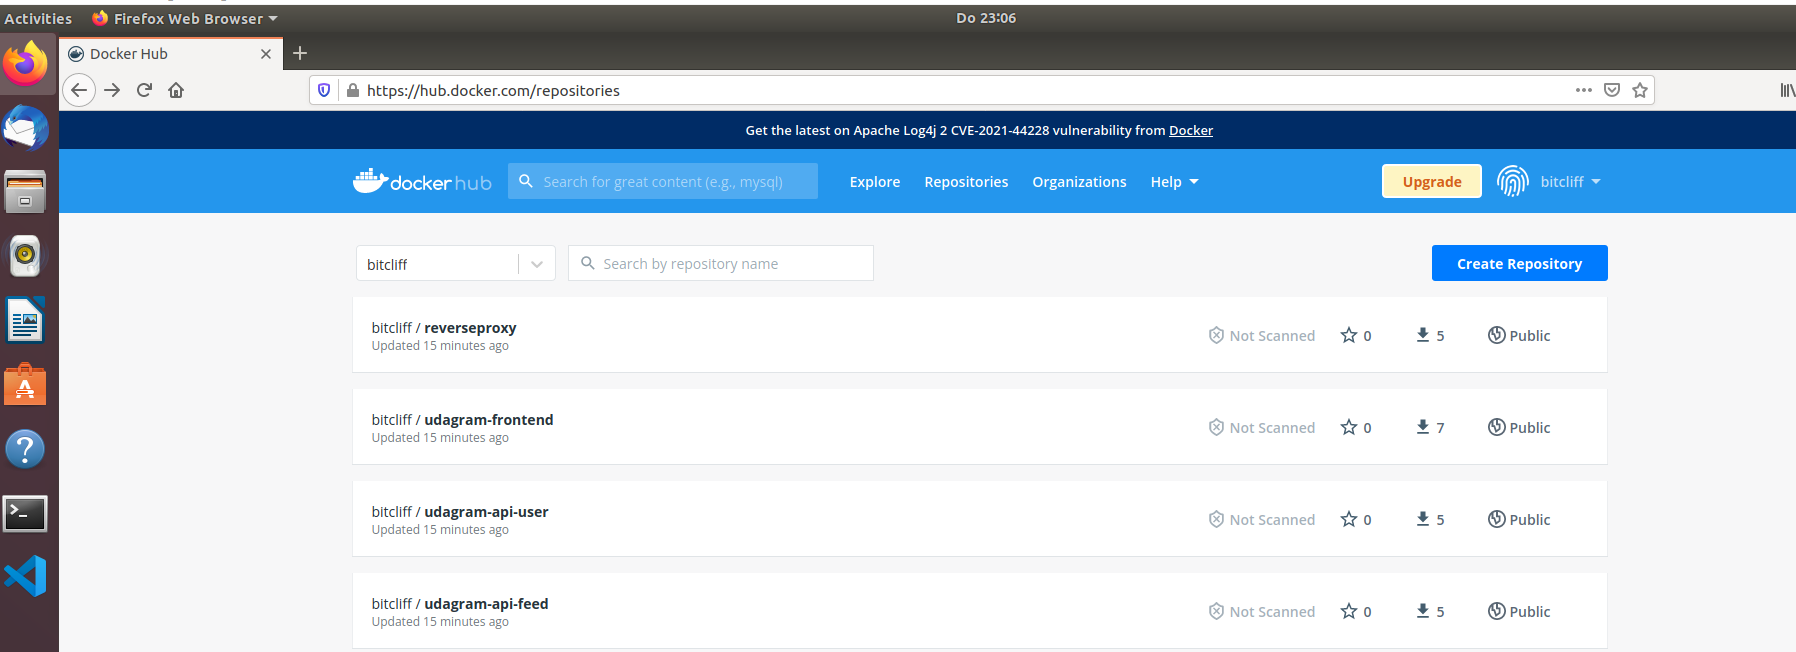 Activities Firefox Web Browser Do 23:06
Docker Hub
https://hub.docker.com/repositories
Get the latest on Apache Log4j 2 CVE-2021-44228 vulnerability from Docker
docker hub Search for great content (e.g., mysql) Explore Repositories Organizations Help Upgrade bitcliff
bitcliff Search by repository name Create Repository
bitcliff / reverseproxy
Updated 15 minutes ago
Not Scanned 0 5 Public
bitcliff / udagram-frontend
Updated 15 minutes ago
Not Scanned 0 7 Public
bitcliff / udagram-api-user
Updated 15 minutes ago
Not Scanned 0 5 Public
bitcliff / udagram-api-feed
Updated 15 minutes ago
Not Scanned 0 5 Public